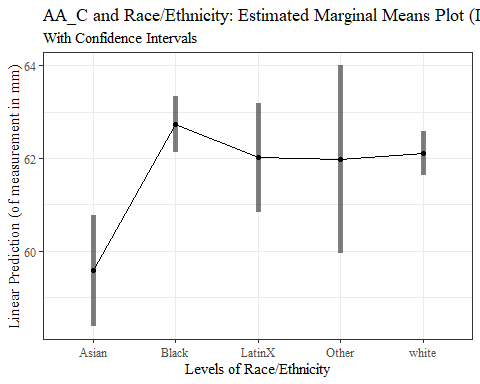 AA_C and Race/Ethnicity: Estimated Marginal Means Plot (
With Confidence Intervals
Linear Prediction (of measurement in mm)
64
62
60
Asian
Black
LatinX
Other
white
Levels of Race/Ethnicity